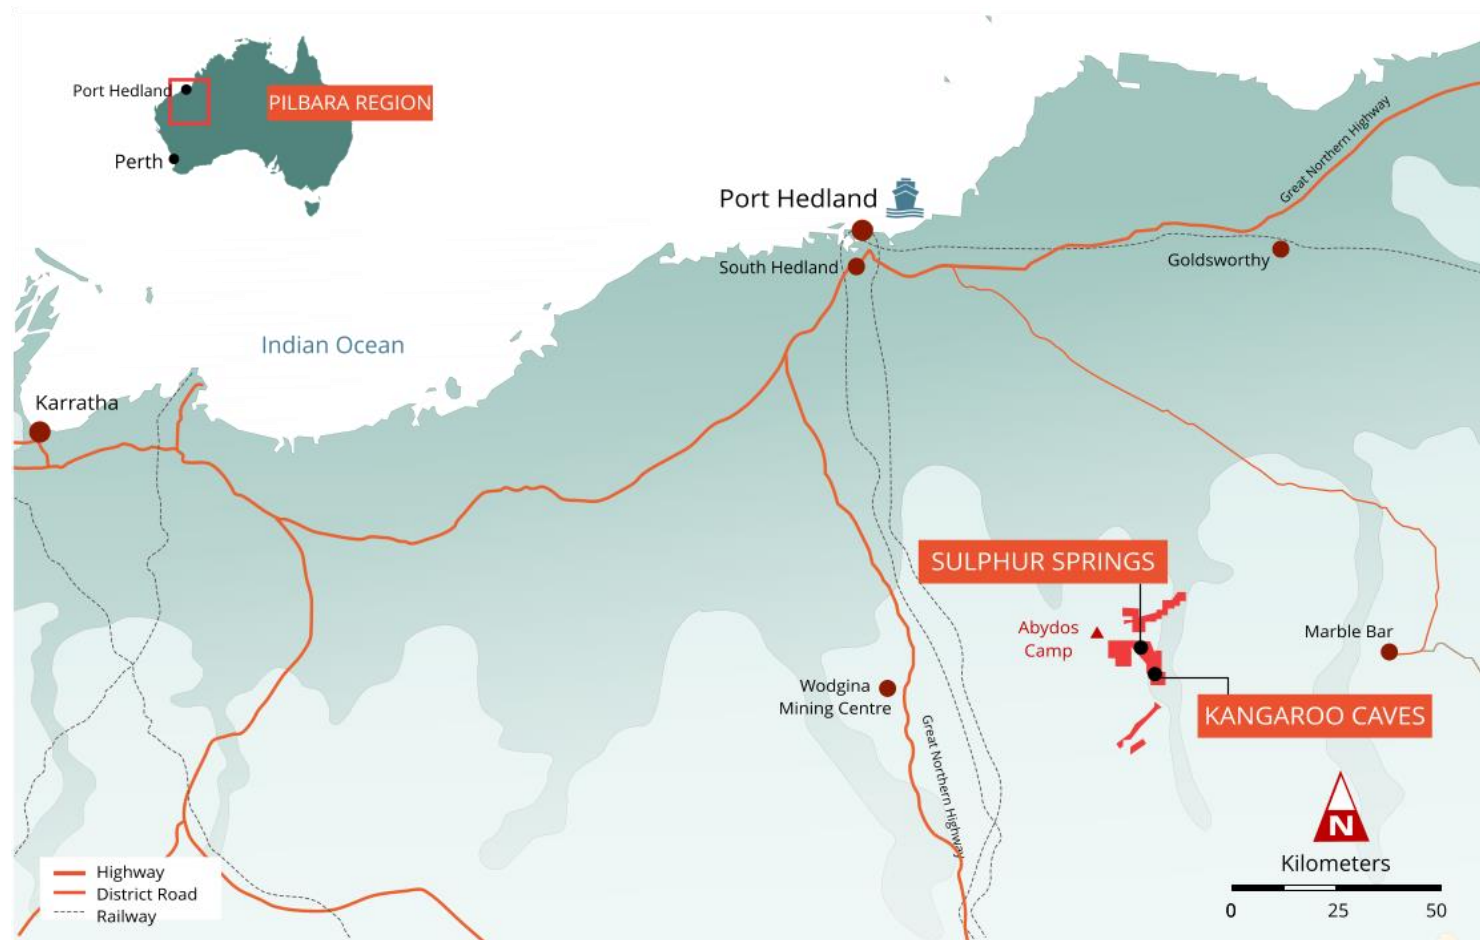 Port Hedland
PILBARA REGION
Perth
Great Northern Highway
Port Hedland
South Hedland
Goldsworthy
Indian Ocean
Karratha
SULPHUR SPRINGS
Abydos
Camp
Marble Bar
Wodgina
Mining Centre
KANGAROO CAVES
Great Northern Highway
N
Kilometers
0 25 50
Highway
District Road
Railway